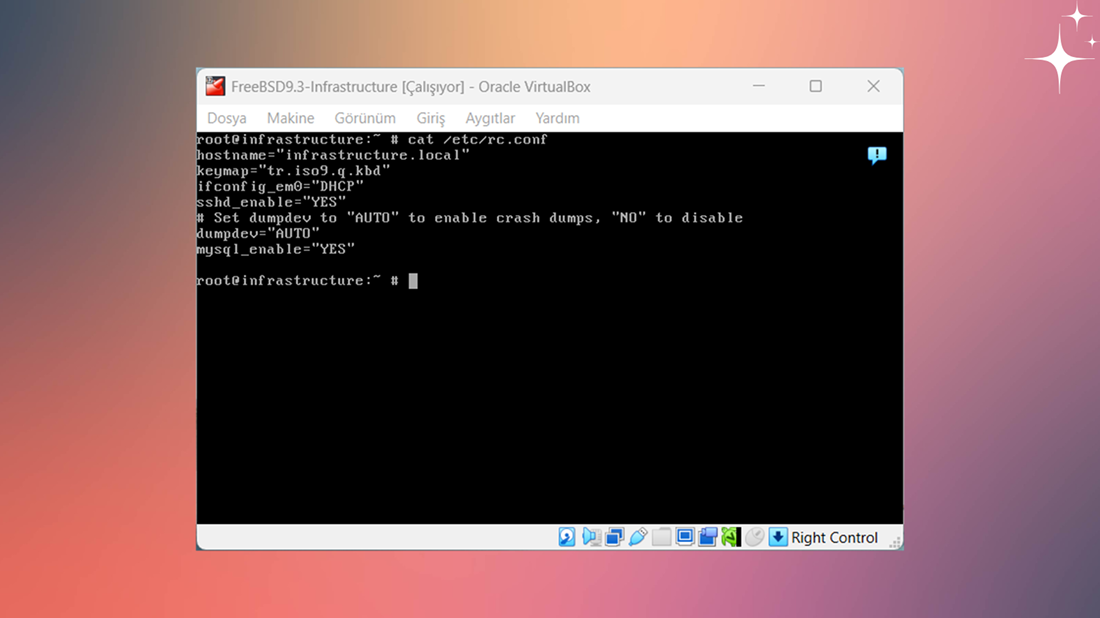 FreeBSD9.3-Infrastructure [Çalışıyor] - Oracle VirtualBox
Dosya Makine Görünüm Giriş Aygıtlar Yardım
root@infrastructure:~ # cat /etc/rc.conf
hostname="infrastructure.local"
keymap="tr.iso9.q.kbd"
ifconfig_em0="DHCP"
sshd_enable="YES"
# Set dumpdev to "AUTO" to enable crash dumps, "NO" to disable
dumpdev="AUTO"
mysql_enable="YES"
root@infrastructure:~ #
Right Control